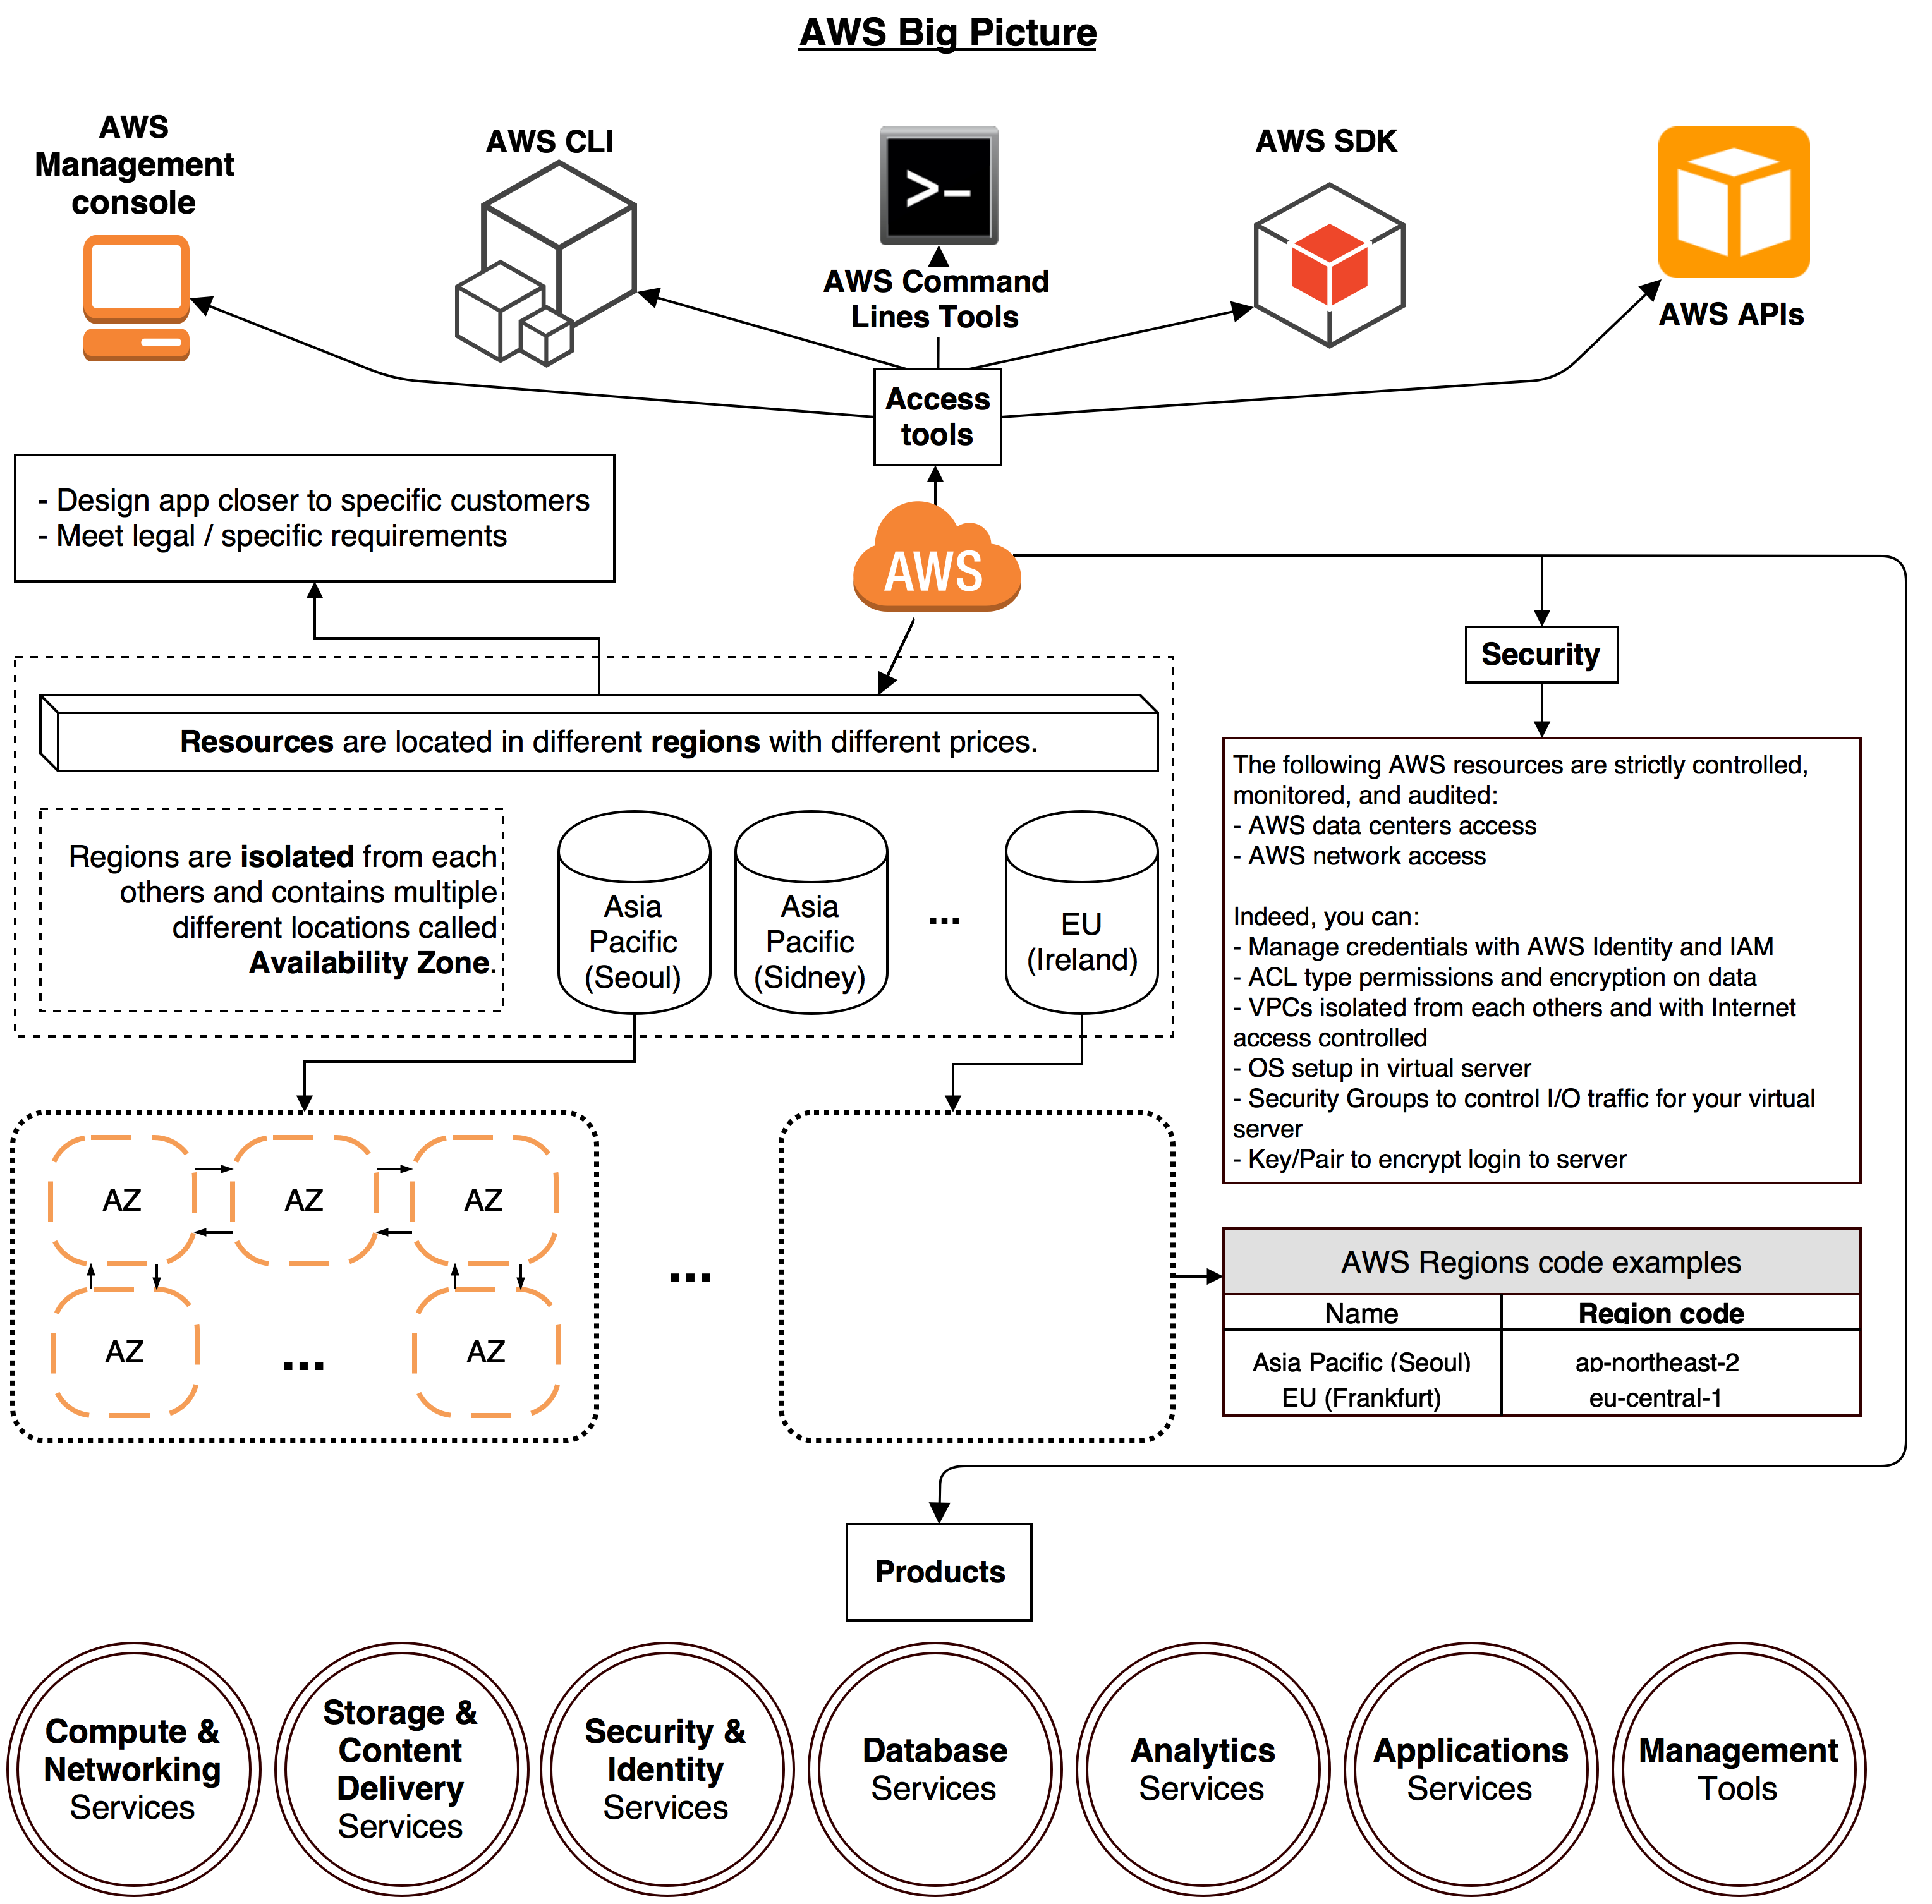 AWS Big Picture
AWS
Management
console
AWS CLI
>_
AWS Command
Lines Tools
AWS SDK
AWS APIs
Access
tools
- Design app closer to specific customers
- Meet legal / specific requirements
AWS
Security
Resources are located in different regions with different prices.
Regions are isolated from each
others and contains multiple
different locations called
Availability Zone.
Asia
Pacific
(Seoul)
Asia
Pacific
(Sidney)
...
EU
(Ireland)
The following AWS resources are strictly controlled,
monitored, and audited:
- AWS data centers access
- AWS network access
Indeed, you can:
- Manage credentials with AWS Identity and IAM
- ACL type permissions and encryption on data
- VPCs isolated from each others and with Internet
access controlled
- OS setup in virtual server
- Security Groups to control I/O traffic for your virtual
server
- Key/Pair to encrypt login to server
AZ
AZ
AZ
AZ
...
AZ
...
AWS Regions code examples
Name Region code
Asia Pacific (Seoul) ap-northeast-2
EU (Frankfurt) eu-central-1
Products
Compute &
Networking
Services
Storage &
Content
Delivery
Services
Security &
Identity
Services
Database
Services
Analytics
Services
Applications
Services
Management
Tools